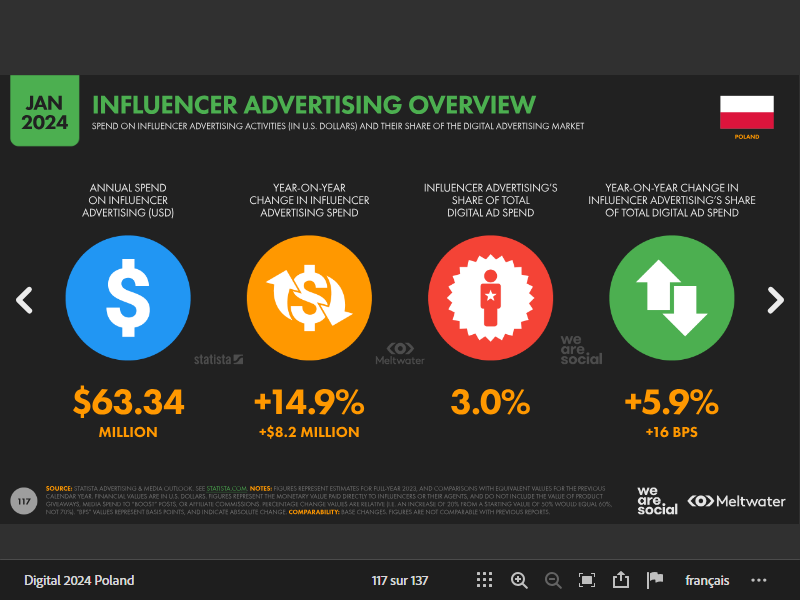 JAN
2024
INFLUENCER ADVERTISING OVERVIEW
SPEND ON INFLUENCER ADVERTISING ACTIVITIES (IN U.S. DOLLARS) AND THEIR SHARE OF THE DIGITAL ADVERTISING MARKET
POLAND
ANNUAL SPEND
ON INFLUENCER
ADVERTISING (USD)
YEAR-ON-YEAR
CHANGE IN INFLUENCER
ADVERTISING SPEND
INFLUENCER ADVERTISING'S
SHARE OF TOTAL
DIGITAL AD SPEND
YEAR-ON-YEAR CHANGE IN
INFLUENCER ADVERTISING'S SHARE
OF TOTAL DIGITAL AD SPEND
$
$
statista
Meltwater
we
are.
social
$63.34
MILLION
+14.9%
+$8.2 MILLION
3.0%
+5.9%
+16 BPS
117
SOURCE: STATISTA ADVERTISING & MEDIA OUTLOOK. SEE STATISTA.COM. NOTES: FIGURES REPRESENT ESTIMATES FOR FULL-YEAR 2023, AND COMPARISONS WITH EQUIVALENT VALUES FOR THE PREVIOUS
CALENDAR YEAR. FINANCIAL VALUES ARE IN U.S. DOLLARS. FIGURES REPRESENT THE MONETARY VALUE PAID DIRECTLY TO INFLUENCERS OR THEIR AGENTS, AND DO NOT INCLUDE THE VALUE OF PRODUCT
GIVEAWAYS, MEDIA SPEND TO "BOOST" POSTS, OR AFFILIATE COMMISSIONS. PERCENTAGE CHANGE VALUES ARE RELATIVE (I.E. AN INCREASE OF 20% FROM A STARTING VALUE OF 50% WOULD EQUAL 60%,
NOT 70%). "BPS" VALUES REPRESENT BASIS POINTS, AND INDICATE ABSOLUTE CHANGE. COMPARABILITY: BASE CHANGES. FIGURES ARE NOT COMPARABLE WITH PREVIOUS REPORTS.
we
are.
social
Meltwater
Digital 2024 Poland
117 sur 137
français